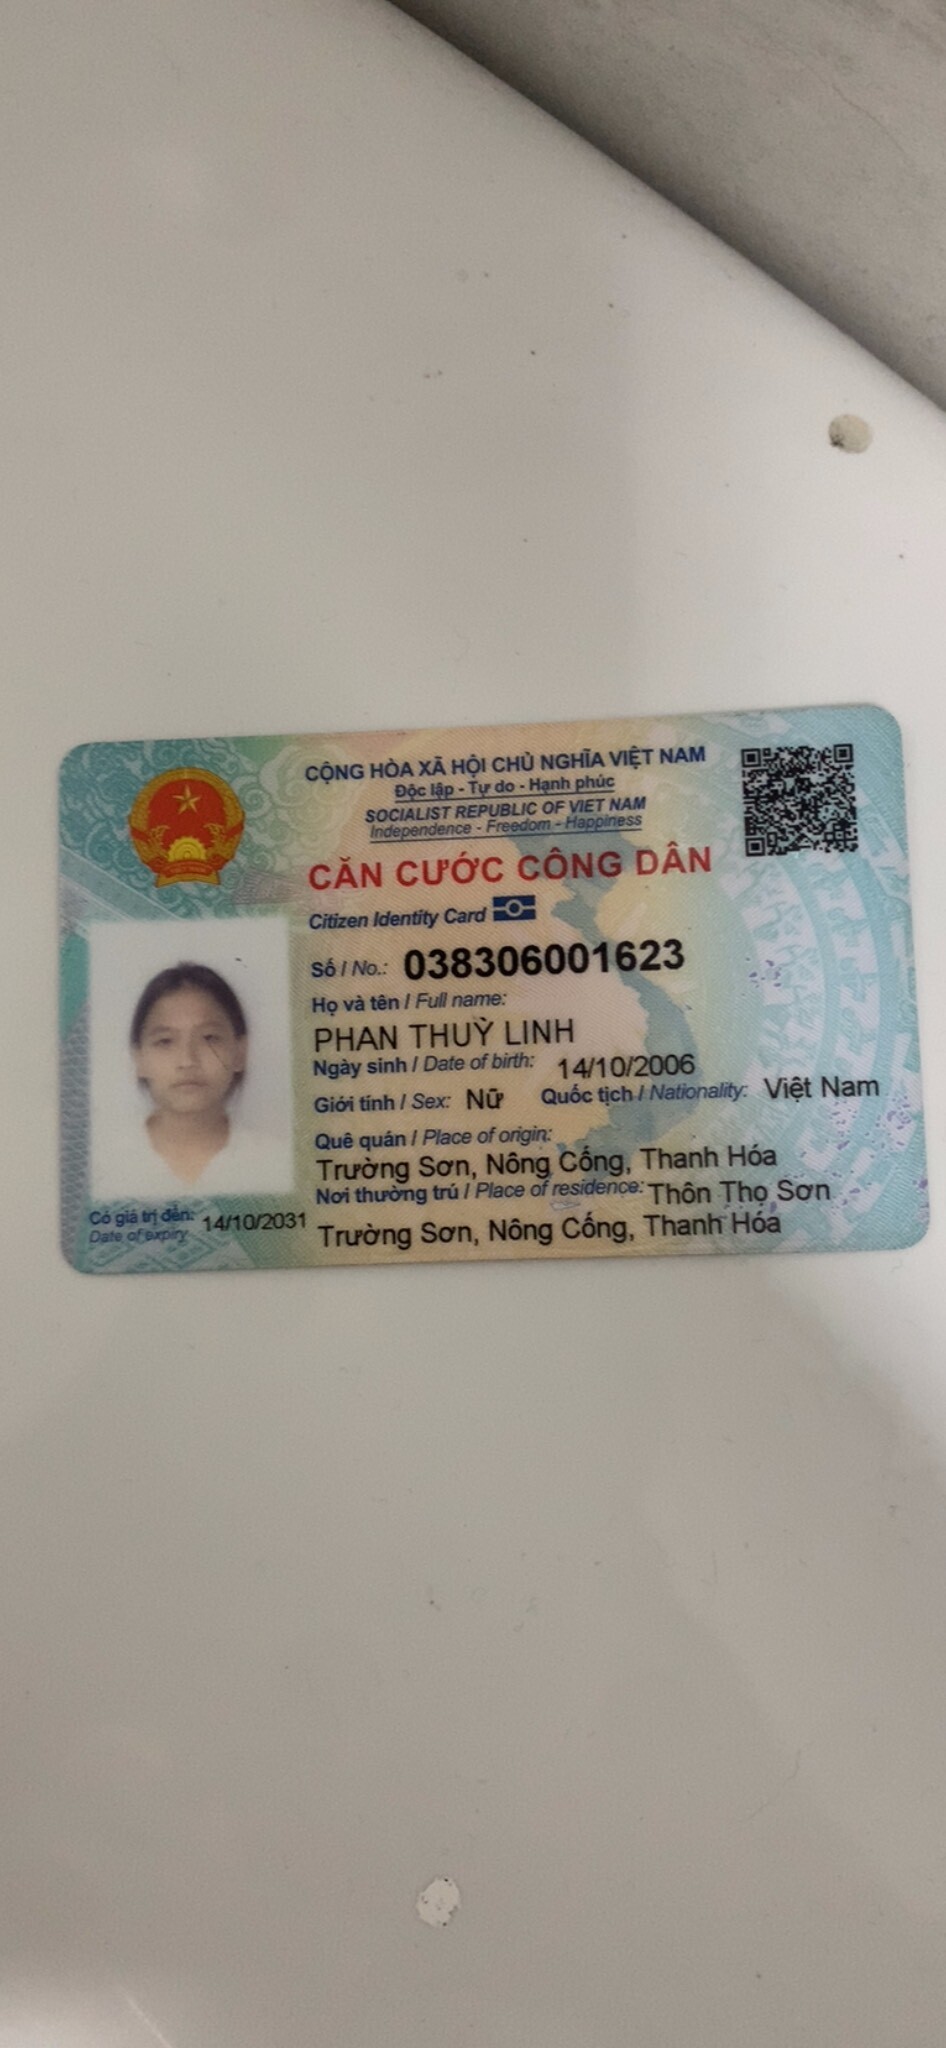 CỘNG HÒA XÃ HỘI CHỦ NGHĨA VIỆT NAM
Độc lập - Tự do - Hạnh phúc
SOCIALIST REPUBLIC OF VIET NAM
Independence - Freedom - Happiness
CĂN CƯỚC CÔNG DÂN
Citizen Identity Card
Số / No.: 038306001623
Họ và tên / Full name:
PHAN THUỲ LINH
Ngày sinh / Date of birth: 14/10/2006
Giới tính / Sex: Nữ Quốc tịch / Nationality: Việt Nam
Quê quán / Place of origin:
Trường Sơn, Nông Cống, Thanh Hóa
Nơi thường trú / Place of residence: Thôn Thọ Sơn
Trường Sơn, Nông Cống, Thanh Hóa
Có giá trị đến: 14/10/2031
Date of expiry